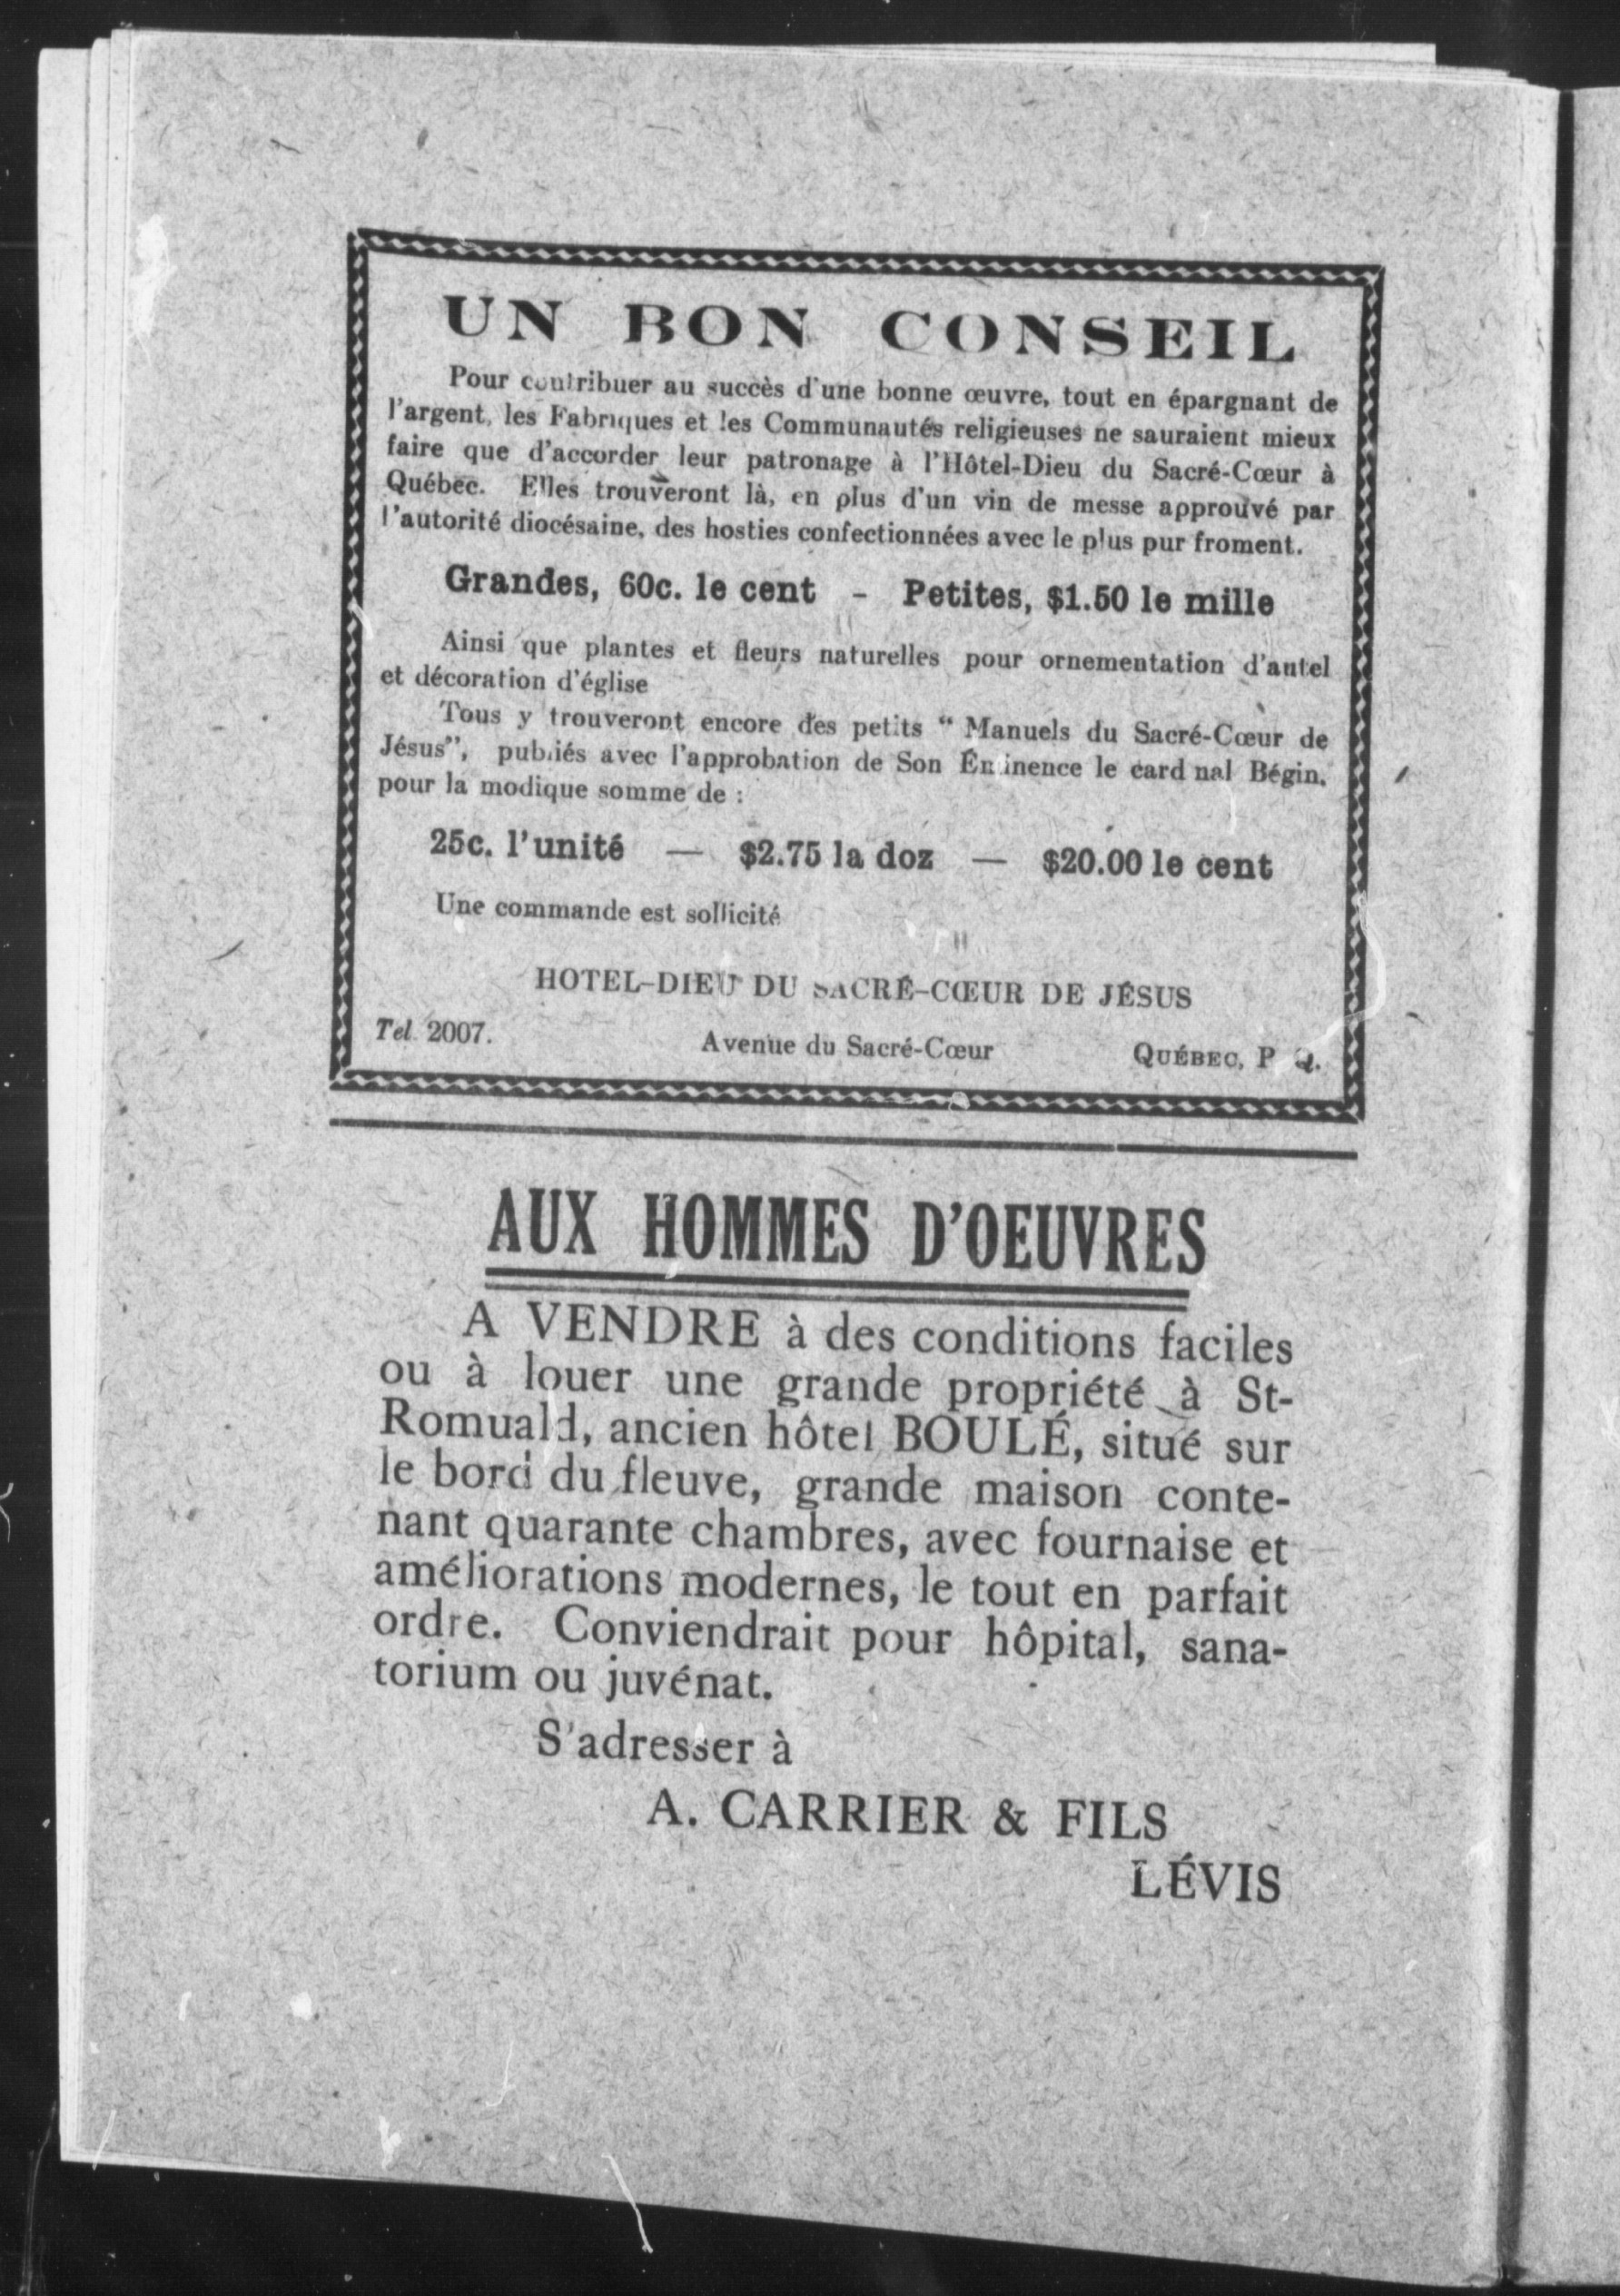 UN BON CONSEIL
Pour contribuer au succès d'une bonne œuvre, tout en épargnant de
l'argent, les Fabriques et les Communautés religieuses ne sauraient mieux
faire que d'accorder leur patronage à l'Hôtel-Dieu du Sacré-Cœur à
Québec. Elles trouveront là, en plus d'un vin de messe approuvé par
l'autorité diocésaine, des hosties confectionnées avec le plus pur froment.
Grandes, 60c. le cent - Petites, $1.50 le mille
Ainsi que plantes et fleurs naturelles pour ornementation d'autel
et décoration d'église
Tous y trouveront encore des petits “ Manuels du Sacré-Cœur de
Jésus”, publiés avec l'approbation de Son Éminence le cardinal Bégin,
pour la modique somme de :
25c. l'unité — $2.75 la doz — $20.00 le cent
Une commande est sollicité
HOTEL-DIEU DU SACRÉ-CŒUR DE JÉSUS
Tel. 2007. Avenue du Sacré-Cœur QUÉBEC, P. Q.
AUX HOMMES D'OEUVRES
A VENDRE à des conditions faciles
ou à louer une grande propriété à St-
Romuald, ancien hôtel BOULÉ, situé sur
le bord du fleuve, grande maison conte-
nant quarante chambres, avec fournaise et
améliorations modernes, le tout en parfait
ordre. Conviendrait pour hôpital, sana-
torium ou juvénat.
S'adresser à
A. CARRIER & FILS
LÉVIS